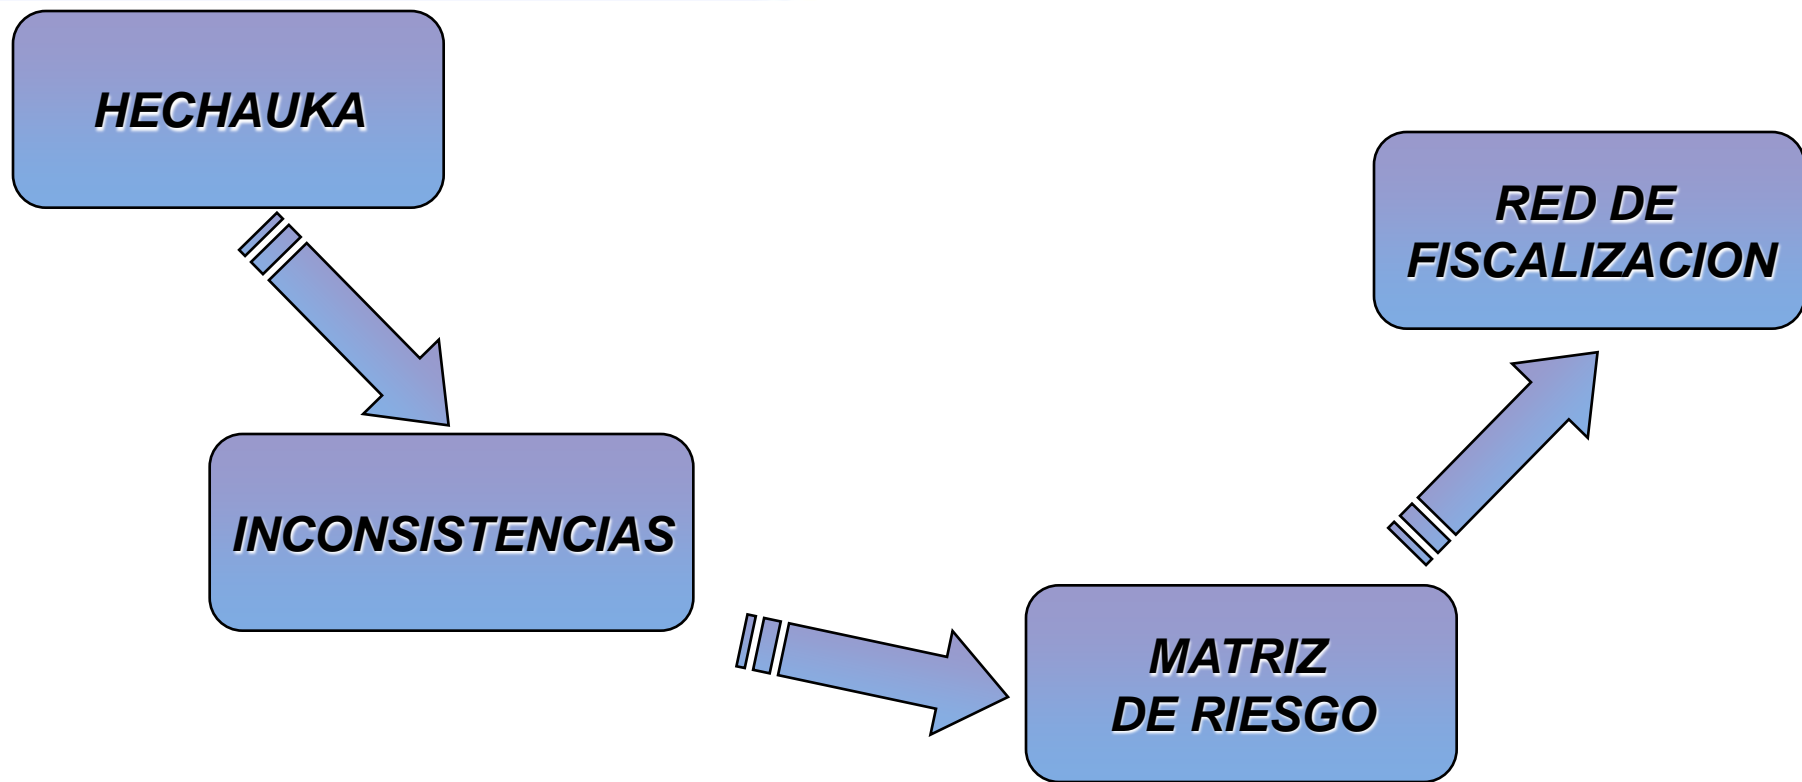 HECHAUKA
INCONSISTENCIAS
MATRIZ
DE RIESGO
RED DE
FISCALIZACION